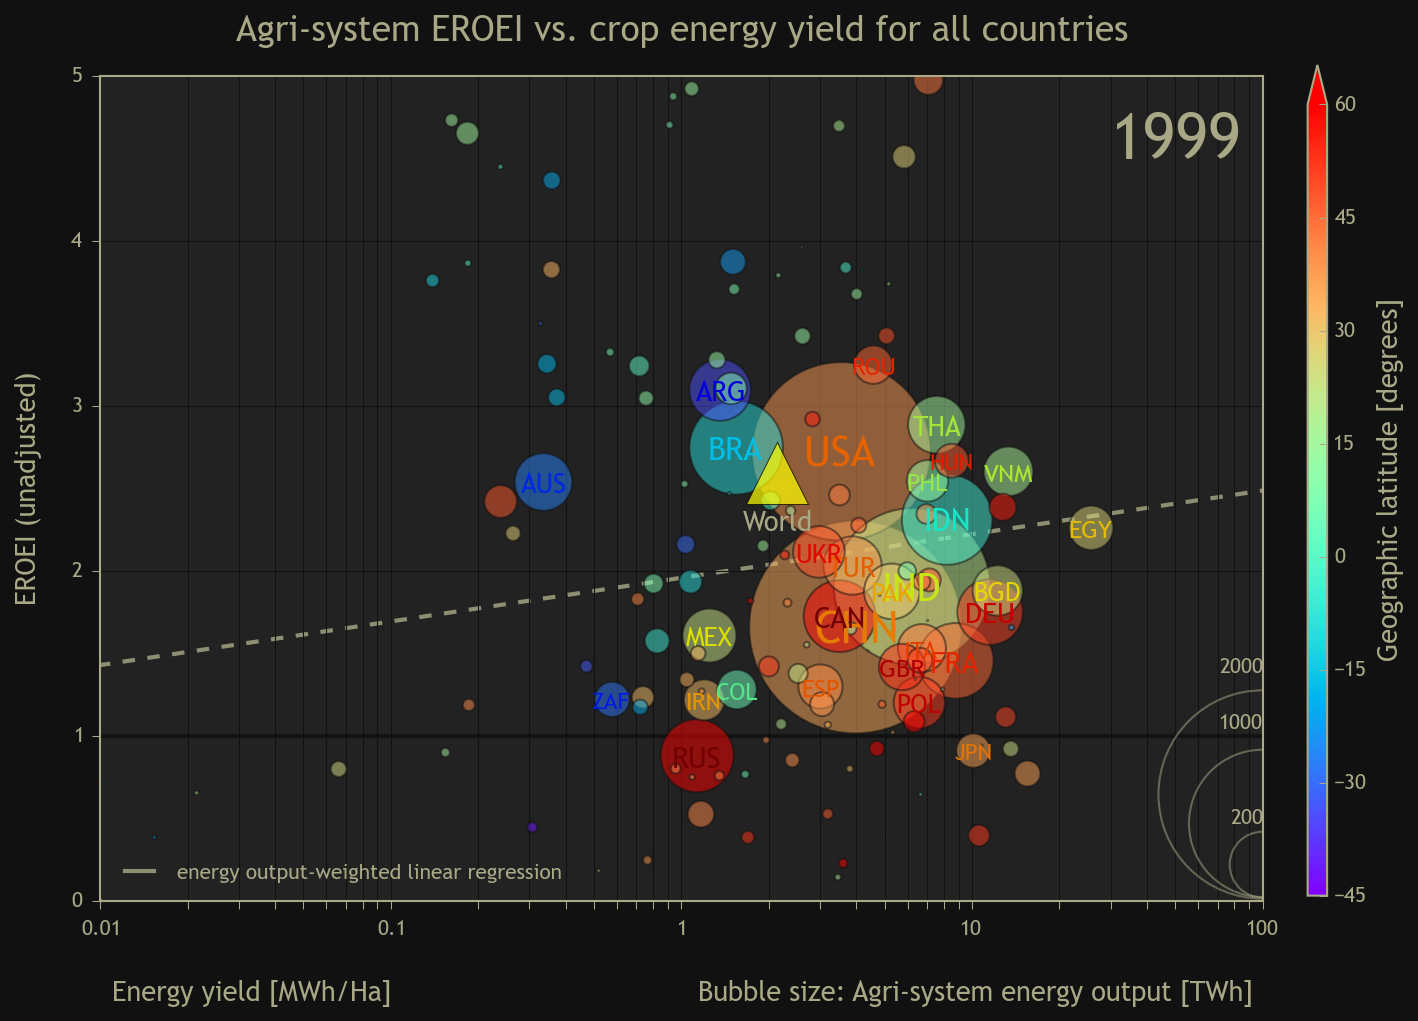 Agri-system EROEI vs. crop energy yield for all countries
1999
EROEI (unadjusted)
5
4
3
2
1
0
0.01
0.1
1
10
100
Energy yield [MWh/Ha]
Bubble size: Agri-system energy output [TWh]
ROU
ARG
THA
USA
BRA
HUN
VNM
PHL
AUS
World
IDN
EGY
UKR
TUR
IND
PAK
BGD
CAN
CHN
DEU
MEX
ITA
FRA
GBR
ESP
COL
ZAF
IRN
POL
RUS
JPN
2000
1000
200
energy output-weighted linear regression
60
45
30
15
0
−15
−30
−45
Geographic latitude [degrees]